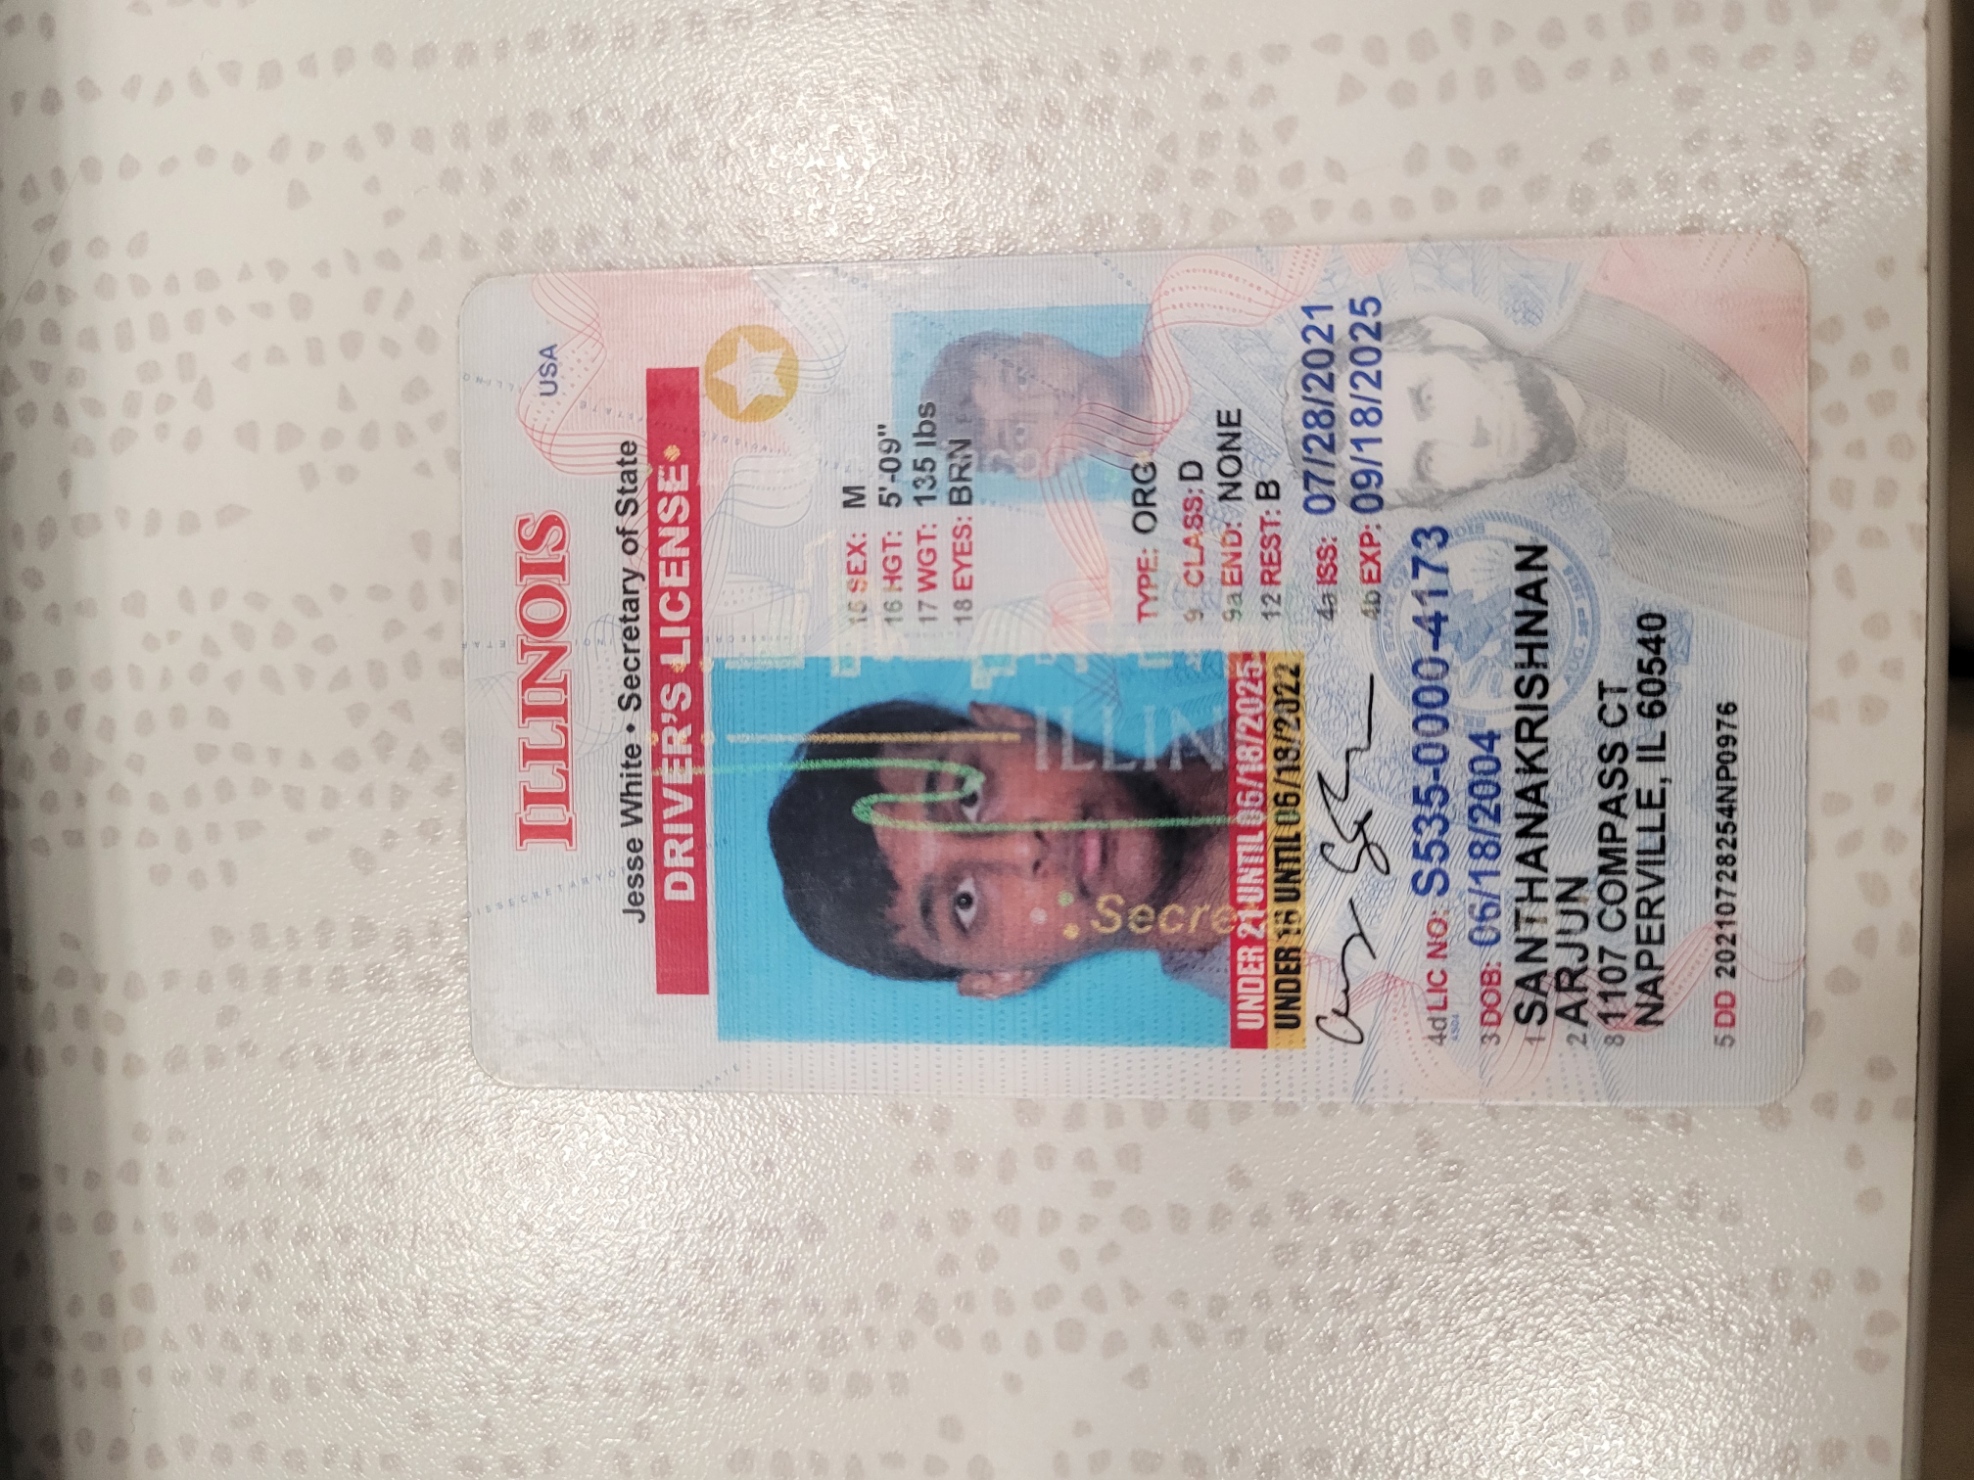 ILLINOIS
USA
Jesse White • Secretary of State
DRIVER'S LICENSE
15 SEX: M
16 HGT: 5'-09"
17 WGT: 135 lbs
18 EYES: BRN
TYPE: ORG
9 CLASS: D
9a END: NONE
12 REST: B
4a ISS: 07/28/2021
4b EXP: 09/18/2025
UNDER 21 UNTIL 06/18/2025
UNDER 18 UNTIL 06/18/2022
4d LIC NO: S535-0000-4173
3 DOB: 06/18/2004
1 SANTHANAKRISHNAN
2 ARJUN
8 1107 COMPASS CT
NAPERVILLE, IL 60540
5 DD 20210728254NP0976